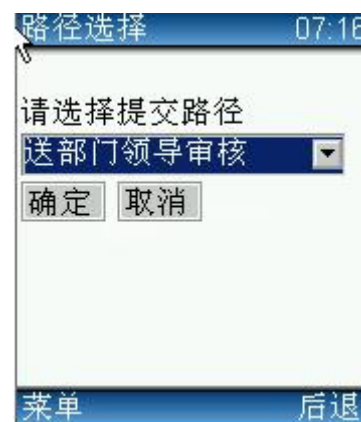 路径选择 07:16
请选择提交路径
送部门领导审核
确定 取消
菜单 后退